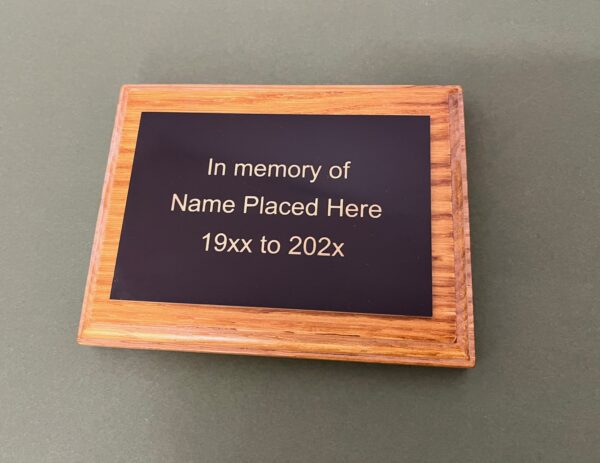 In memory of
Name Placed Here
19xx to 202x